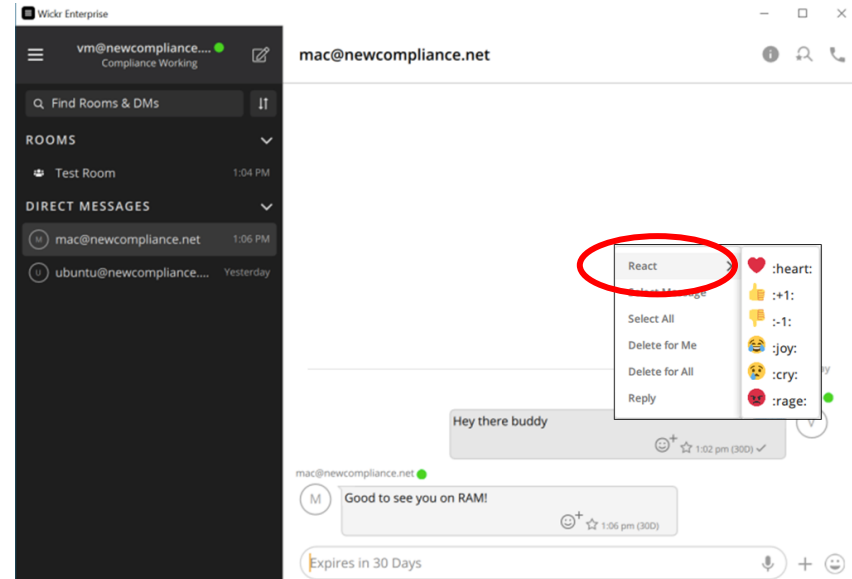 Wickr Enterprise
vm@newcompliance....
Compliance Working
Find Rooms & DMs
ROOMS
Test Room 1:04 PM
DIRECT MESSAGES
M mac@newcompliance.net 1:06 PM
U ubuntu@newcompliance.... Yesterday
mac@newcompliance.net
React
Select Message
Select All
Delete for Me
Delete for All
Reply
:heart:
:+1:
:-1:
:joy:
:cry:
:rage:
Hey there buddy
1:02 pm (30D)
V
mac@newcompliance.net
M
Good to see you on RAM!
1:06 pm (30D)
Expires in 30 Days